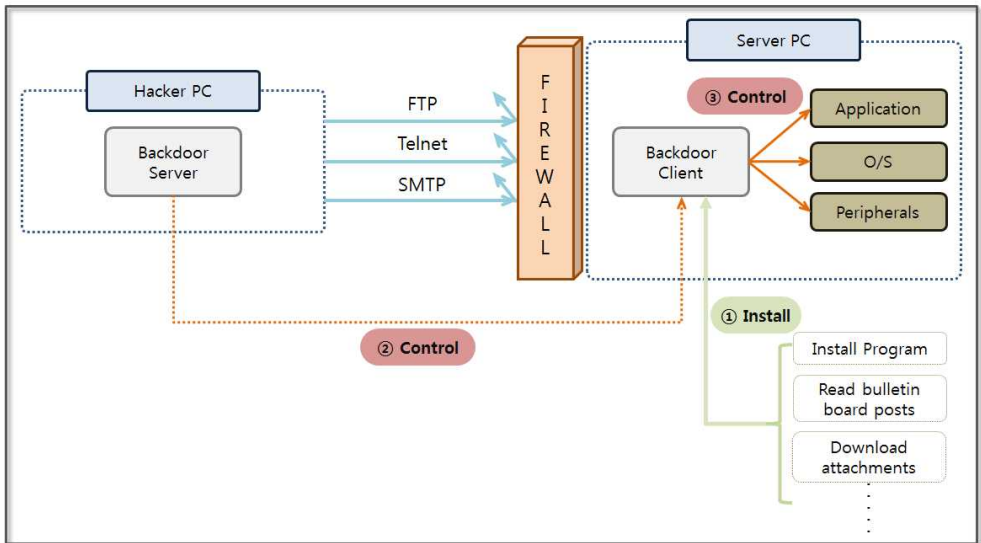 Server PC
Hacker PC
F
I
R
E
W
A
L
L
③ Control
FTP
Application
Telnet
Backdoor
Server
Backdoor
Client
O/S
SMTP
Peripherals
① Install
② Control
Install Program
Read bulletin
board posts
Download
attachments